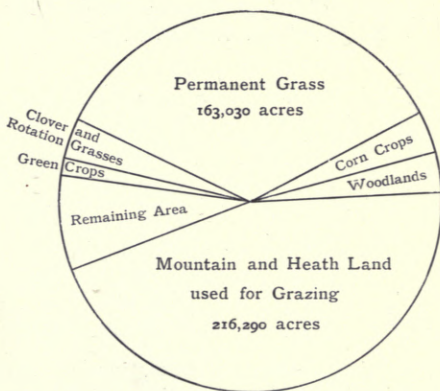 Permanent Grass
163,030 acres
Clover and
Rotation Grasses
Green Crops
Corn Crops
Woodlands
Remaining Area
Mountain and Heath Land
used for Grazing
216,290 acres